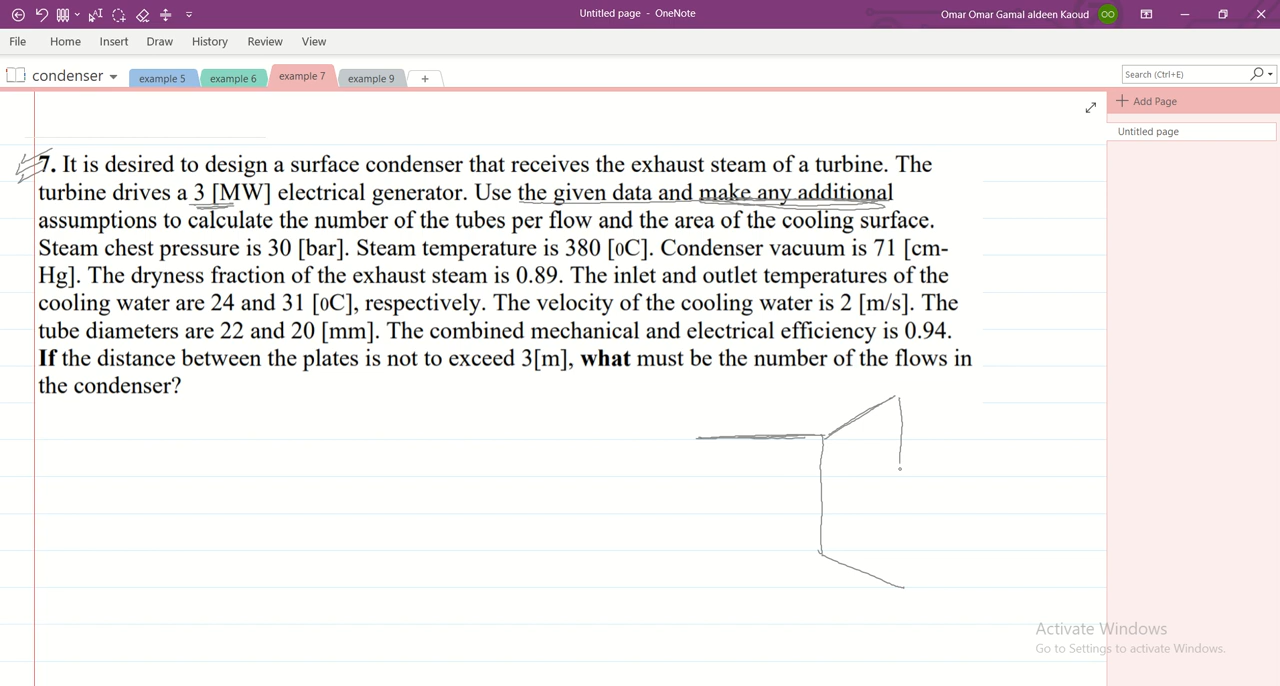 Untitled page - OneNote
Omar Omar Gamal aldeen Kaoud OO
File Home Insert Draw History Review View
condenser example 5 example 6 example 7 example 9 +
Search (Ctrl+E)
Add Page
Untitled page
7. It is desired to design a surface condenser that receives the exhaust steam of a turbine. The
turbine drives a 3 [MW] electrical generator. Use the given data and make any additional
assumptions to calculate the number of the tubes per flow and the area of the cooling surface.
Steam chest pressure is 30 [bar]. Steam temperature is 380 [0C]. Condenser vacuum is 71 [cm-
Hg]. The dryness fraction of the exhaust steam is 0.89. The inlet and outlet temperatures of the
cooling water are 24 and 31 [0C], respectively. The velocity of the cooling water is 2 [m/s]. The
tube diameters are 22 and 20 [mm]. The combined mechanical and electrical efficiency is 0.94.
If the distance between the plates is not to exceed 3[m], what must be the number of the flows in
the condenser?
Activate Windows
Go to Settings to activate Windows.